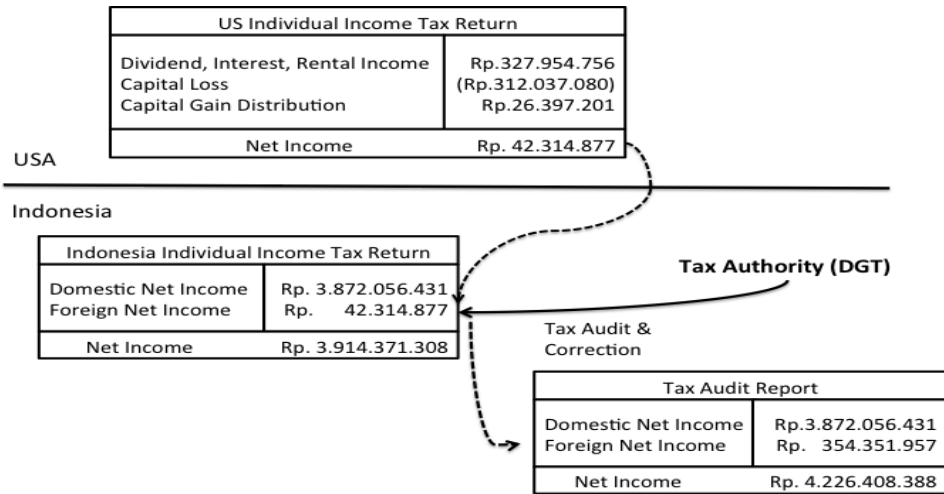 US Individual Income Tax Return
Dividend, Interest, Rental Income Rp.327.954.756
Capital Loss (Rp.312.037.080)
Capital Gain Distribution Rp.26.397.201
Net Income Rp. 42.314.877
USA
Indonesia
Indonesia Individual Income Tax Return
Domestic Net Income Rp. 3.872.056.431
Foreign Net Income Rp. 42.314.877
Net Income Rp. 3.914.371.308
Tax Authority (DGT)
Tax Audit &
Correction
Tax Audit Report
Domestic Net Income Rp.3.872.056.431
Foreign Net Income Rp. 354.351.957
Net Income Rp. 4.226.408.388